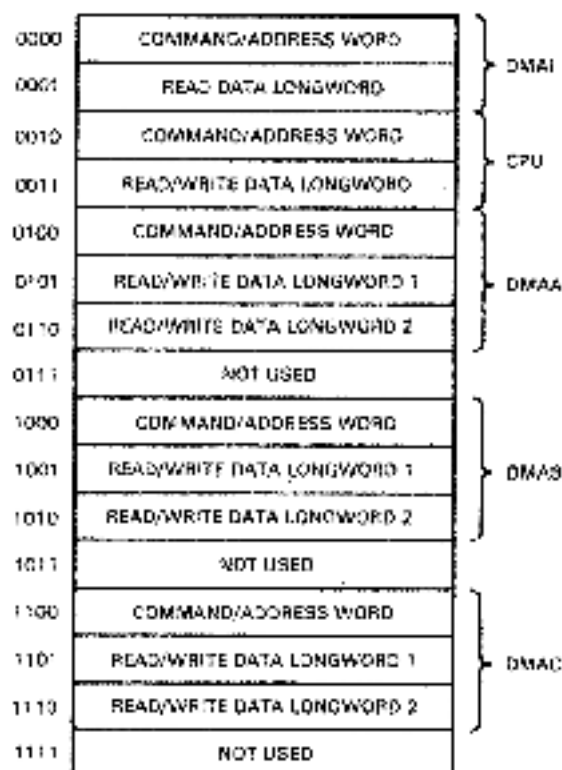 0000 COMMAND/ADDRESS WORD
0001 READ DATA LONGWORD
DMAI
0010 COMMAND/ADDRESS WORD
0011 READ/WRITE DATA LONGWORD
CPU
0100 COMMAND/ADDRESS WORD
0101 READ/WRITE DATA LONGWORD 1
0110 READ/WRITE DATA LONGWORD 2
DMAA
0111 NOT USED
1000 COMMAND/ADDRESS WORD
1001 READ/WRITE DATA LONGWORD 1
1010 READ/WRITE DATA LONGWORD 2
DMAB
1011 NOT USED
1100 COMMAND/ADDRESS WORD
1101 READ/WRITE DATA LONGWORD 1
1110 READ/WRITE DATA LONGWORD 2
DMAC
1111 NOT USED